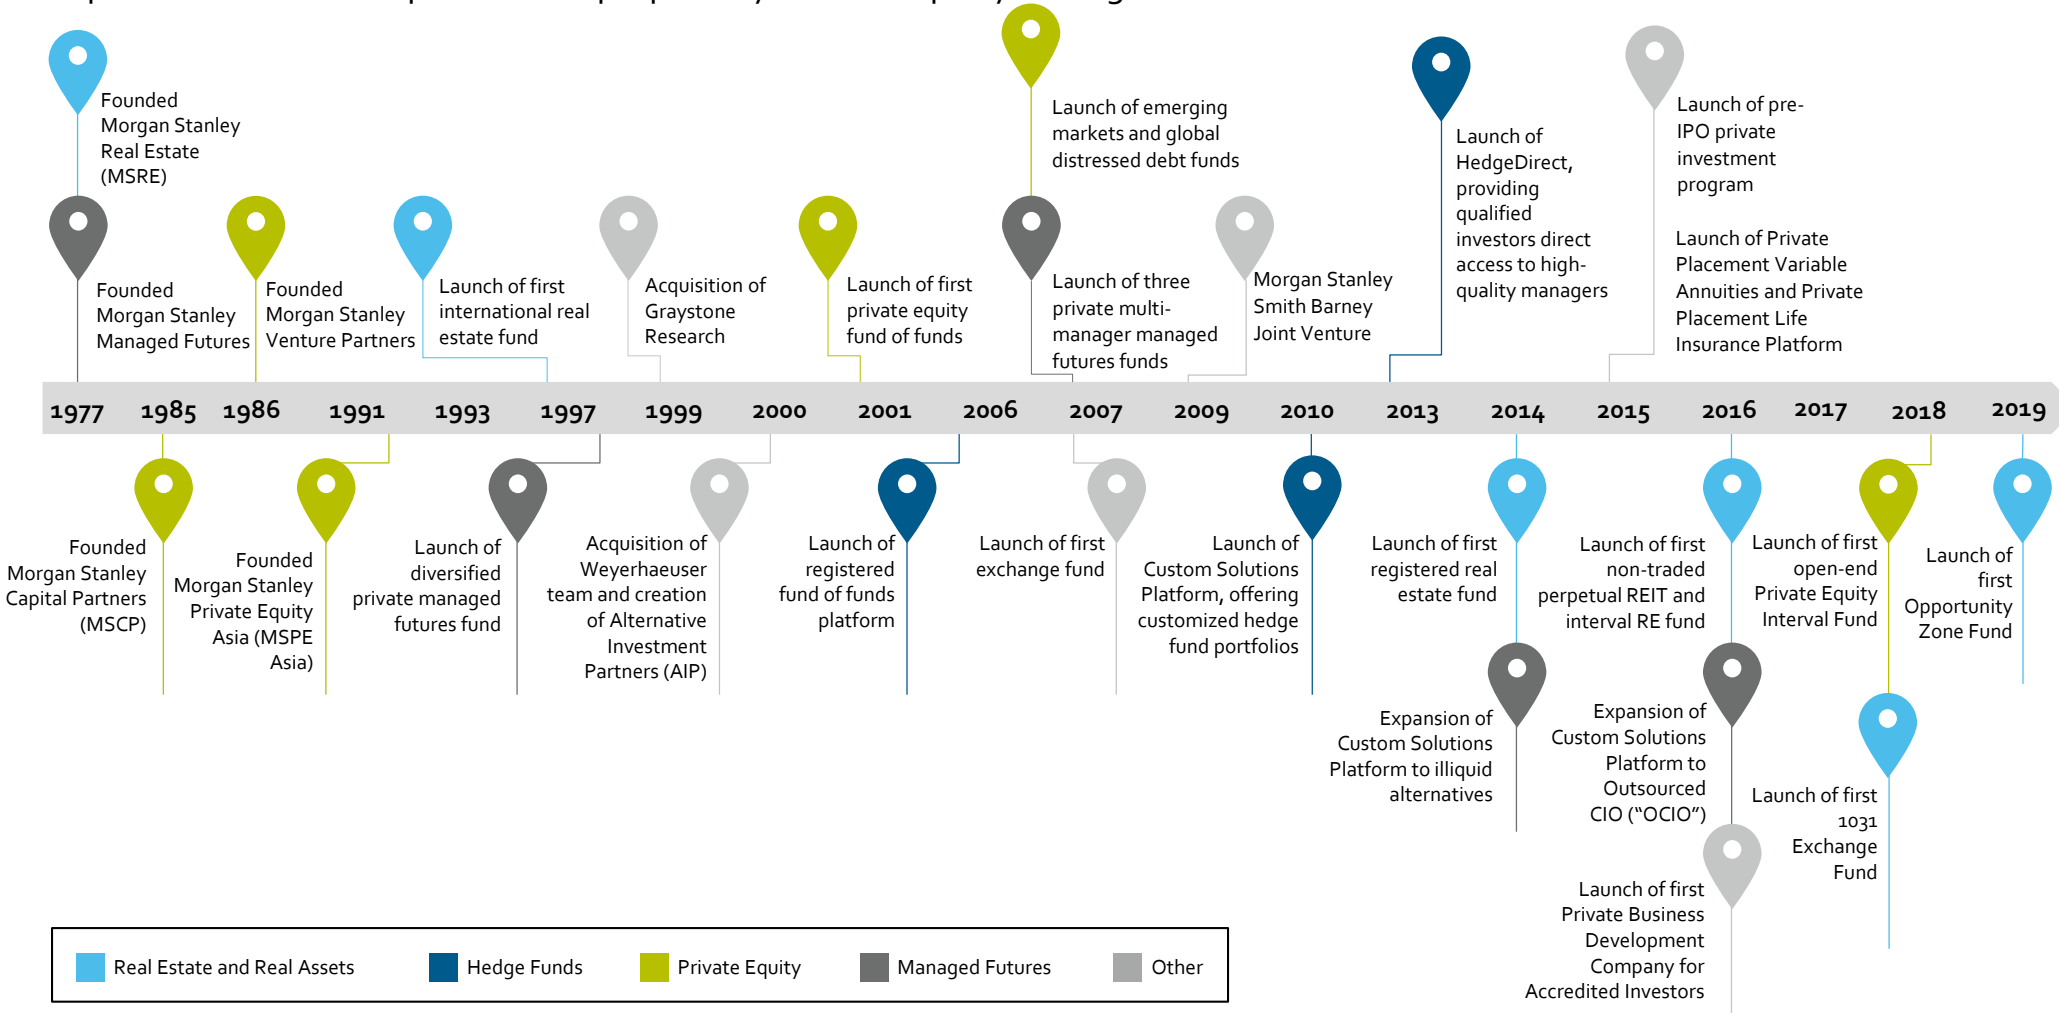 Founded
Morgan Stanley
Real Estate
(MSRE)
Launch of emerging
markets and global
distressed debt funds
Launch of
HedgeDirect,
providing
qualified
investors direct
access to high-
quality managers
Launch of pre-
IPO private
investment
program
Launch of Private
Placement Variable
Annuities and Private
Placement Life
Insurance Platform
Founded
Morgan Stanley
Managed Futures
Founded
Morgan Stanley
Venture Partners
Launch of first
international real
estate fund
Acquisition of
Graystone
Research
Launch of first
private equity
fund of funds
Launch of three
private multi-
manager managed
futures funds
Morgan Stanley
Smith Barney
Joint Venture
1977 1985 1986 1991 1993 1997 1999 2000 2001 2006 2007 2009 2010 2013 2014 2015 2016 2017 2018 2019
Founded
Morgan Stanley
Capital Partners
(MSCP)
Founded
Morgan Stanley
Private Equity
Asia (MSPE
Asia)
Launch of
diversified
private managed
futures fund
Acquisition of
Weyerhaeuser
team and creation
of Alternative
Investment
Partners (AIP)
Launch of
registered
fund of funds
platform
Launch of first
exchange fund
Launch of
Custom Solutions
Platform, offering
customized hedge
fund portfolios
Launch of first
registered real
estate fund
Expansion of
Custom Solutions
Platform to illiquid
alternatives
Launch of first
non-traded
perpetual REIT and
interval RE fund
Expansion of
Custom Solutions
Platform to
Outsourced
CIO (“OCIO”)
Launch of first
Private Business
Development
Company for
Accredited Investors
Launch of first
open-end
Private Equity
Interval Fund
Launch of first
1031
Exchange
Fund
Launch of
first
Opportunity
Zone Fund
Real Estate and Real Assets
Hedge Funds
Private Equity
Managed Futures
Other